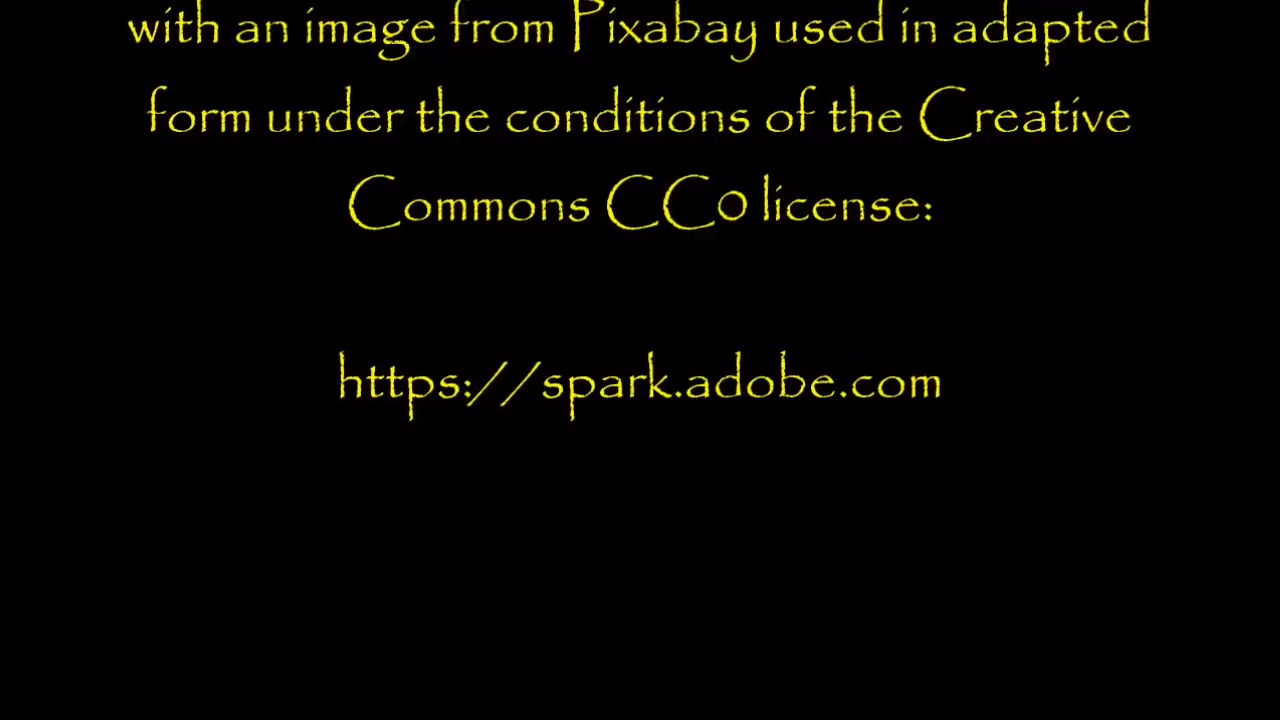 with an image from Pixabay used in adapted
form under the conditions of the Creative
Commons CC0 license:
https://spark.adobe.com